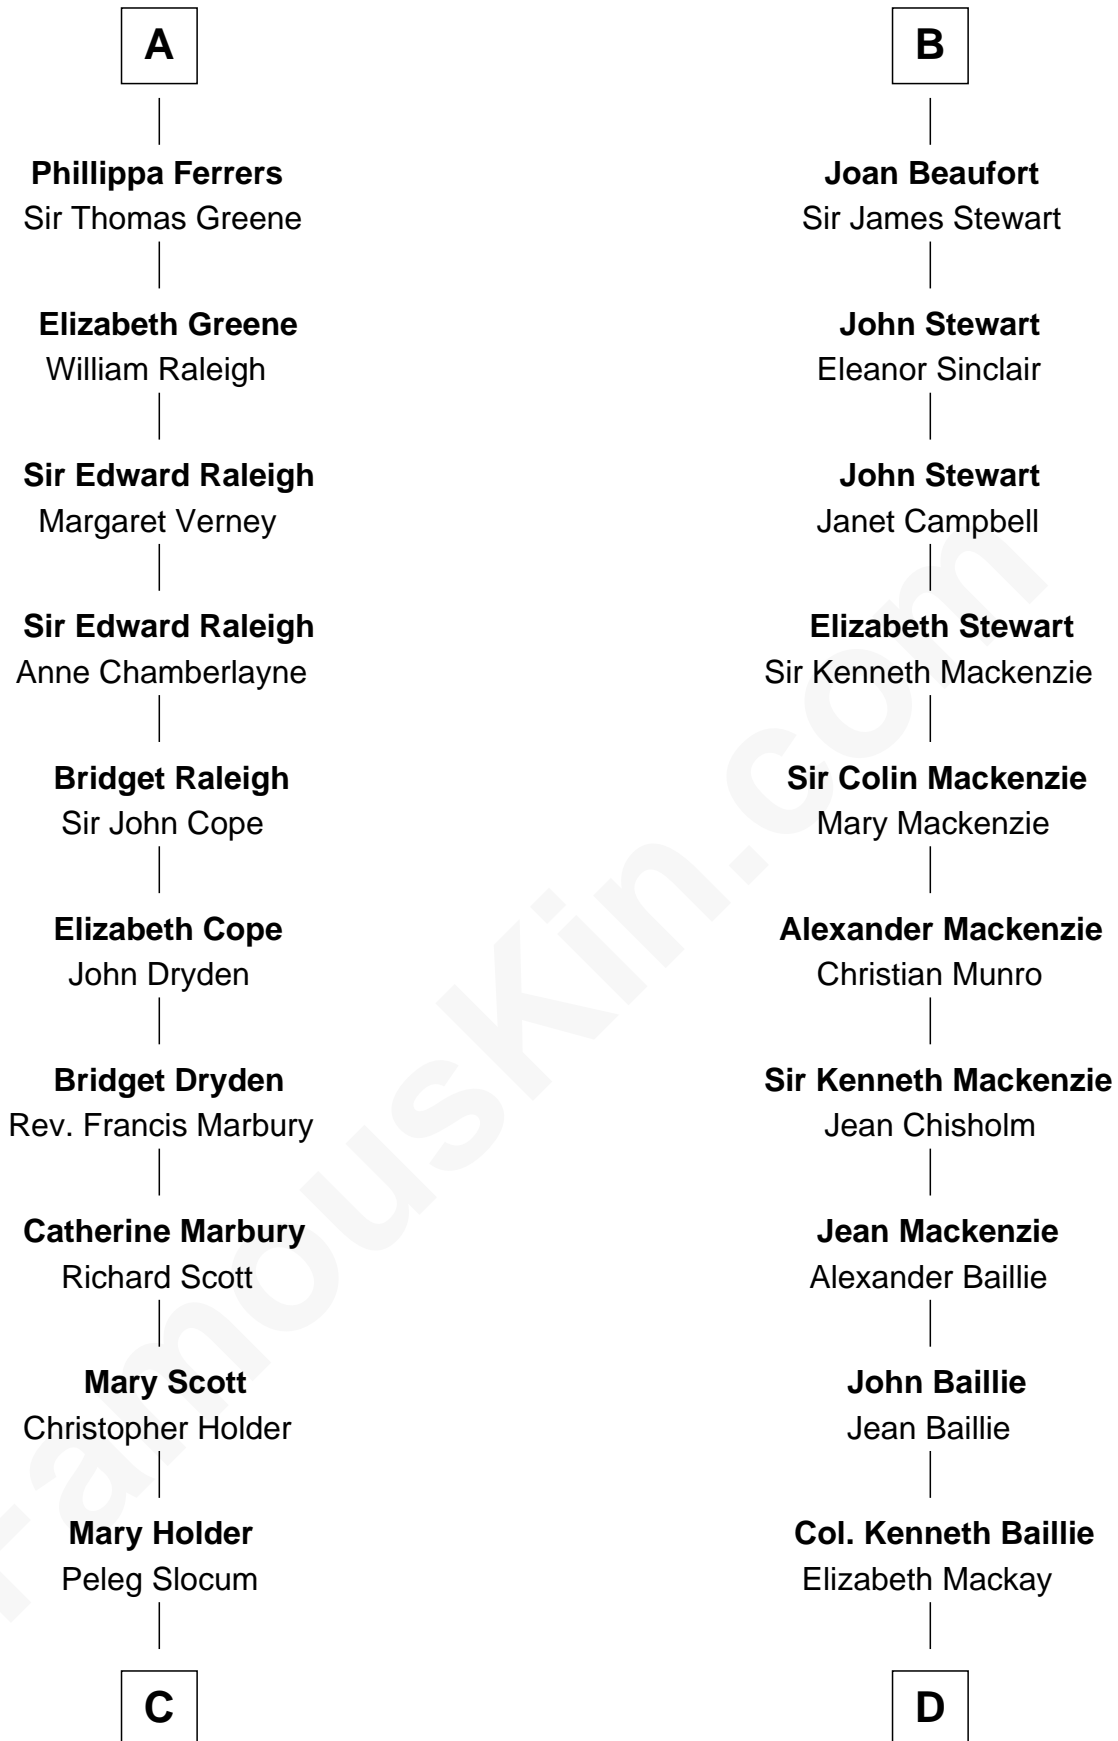 A
Phillippa Ferrers
Sir Thomas Greene
Elizabeth Greene
William Raleigh
Sir Edward Raleigh
Margaret Verney
Sir Edward Raleigh
Anne Chamberlayne
Bridget Raleigh
Sir John Cope
Elizabeth Cope
John Dryden
Bridget Dryden
Rev. Francis Marbury
Catherine Marbury
Richard Scott
Mary Scott
Christopher Holder
Mary Holder
Peleg Slocum
C
B
Joan Beaufort
Sir James Stewart
John Stewart
Eleanor Sinclair
John Stewart
Janet Campbell
Elizabeth Stewart
Sir Kenneth Mackenzie
Sir Colin Mackenzie
Mary Mackenzie
Alexander Mackenzie
Christian Munro
Sir Kenneth Mackenzie
Jean Chisholm
Jean Mackenzie
Alexander Baillie
John Baillie
Jean Baillie
Col. Kenneth Baillie
Elizabeth Mackay
D
FamousKin.com